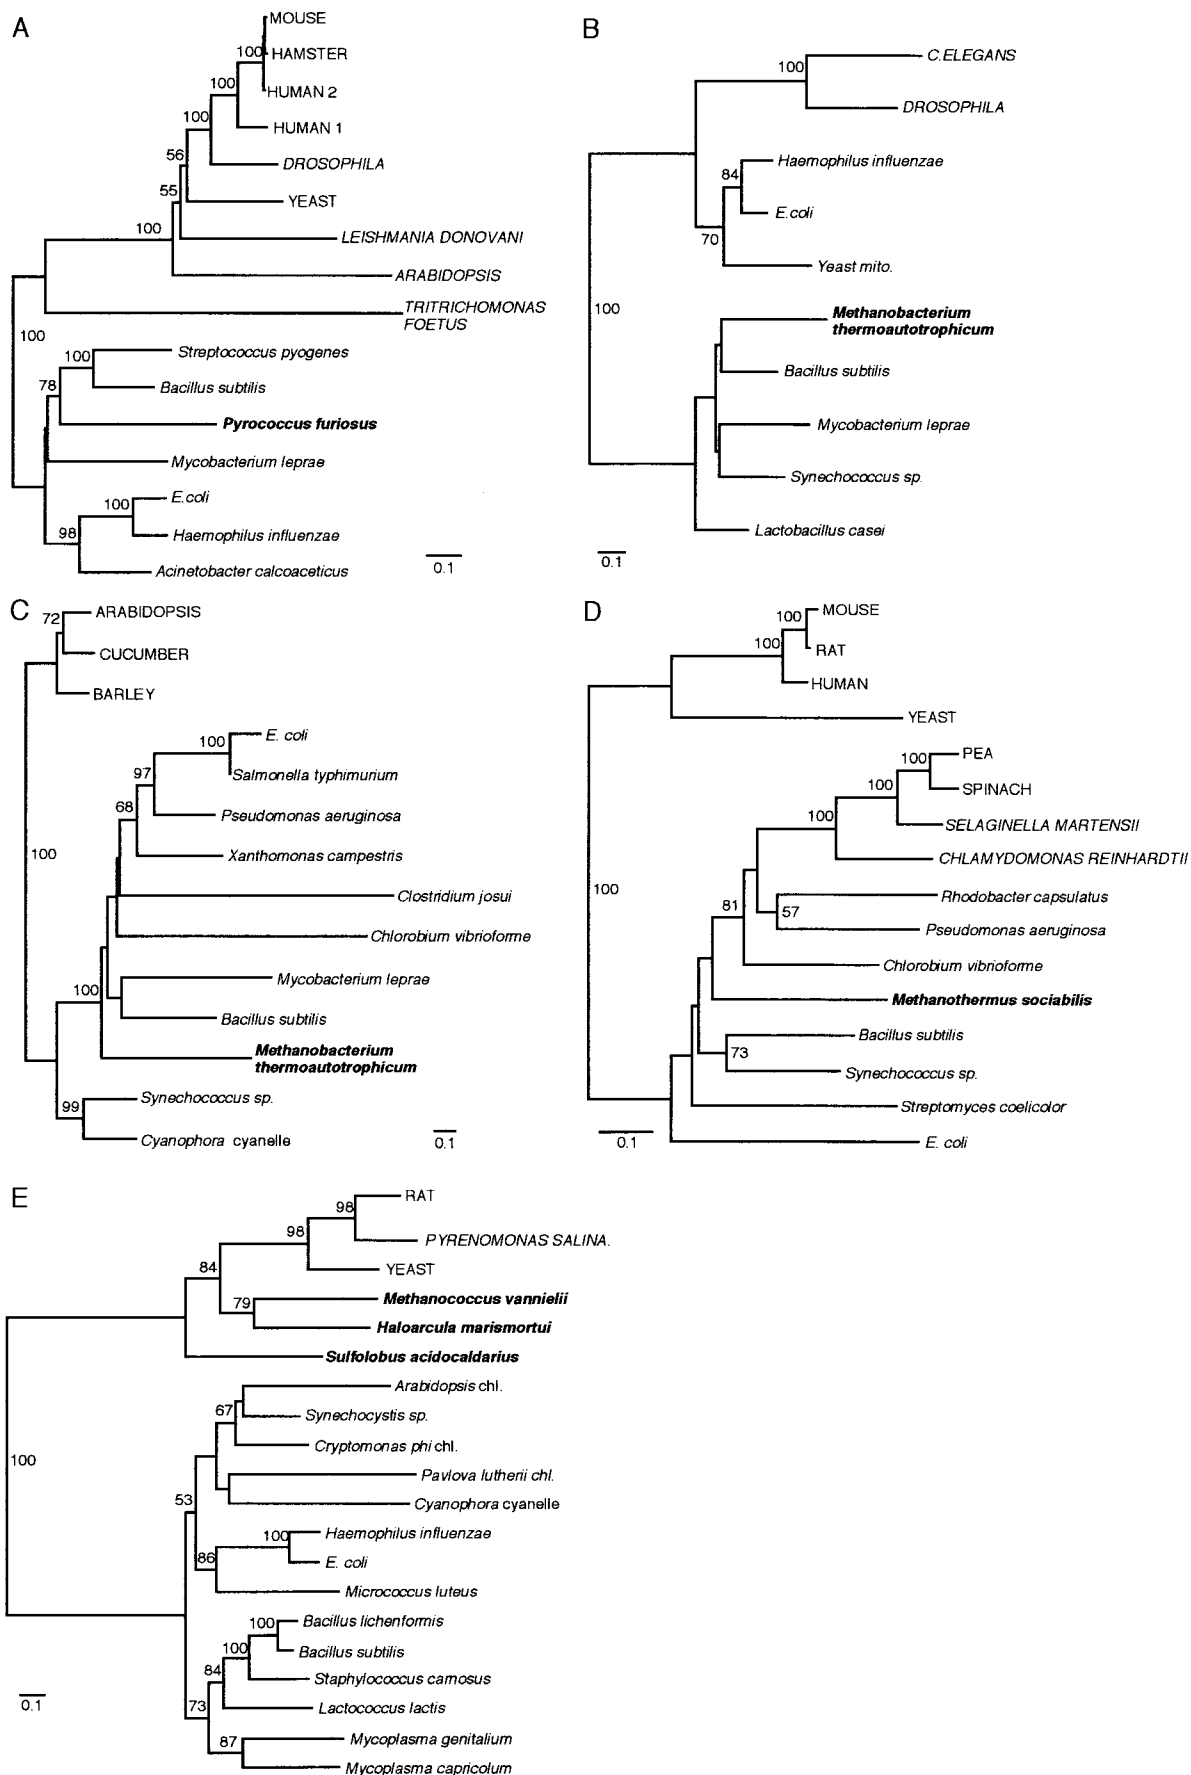 A
MOUSE
100
HAMSTER
100
HUMAN 2
100
HUMAN 1
56
DROSOPHILA
55
YEAST
100
LEISHMANIA DONOVANI
ARABIDOPSIS
TRITRICHOMONAS
FOETUS
100
Streptococcus pyogenes
100
78
Bacillus subtilis
Pyrococcus furiosus
Mycobacterium leprae
E.coli
100
98
Haemophilus influenzae
Acinetobacter calcoaceticus
0.1
B
C.ELEGANS
100
DROSOPHILA
Haemophilus influenzae
84
E.coli
70
Yeast mito.
100
Methanobacterium
thermoautotrophicum
Bacillus subtilis
Mycobacterium leprae
Synechococcus sp.
Lactobacillus casei
0.1
C
ARABIDOPSIS
72
CUCUMBER
BARLEY
E. coli
100
Salmonella typhimurium
97
Pseudomonas aeruginosa
68
Xanthomonas campestris
100
Clostridium josui
Chlorobium vibrioforme
Mycobacterium leprae
100
Bacillus subtilis
Methanobacterium
thermoautotrophicum
Synechococcus sp.
99
Cyanophora cyanelle
0.1
D
MOUSE
100
RAT
100
HUMAN
YEAST
PEA
100
SPINACH
100
SELAGINELLA MARTENSII
100
CHLAMYDOMONAS REINHARDTII
100
Rhodobacter capsulatus
81
57
Pseudomonas aeruginosa
Chlorobium vibrioforme
Methanothermus sociabilis
Bacillus subtilis
73
Synechococcus sp.
Streptomyces coelicolor
E. coli
0.1
E
RAT
98
98
PYRENOMONAS SALINA.
YEAST
84
Methanococcus vannielii
79
Haloarcula marismortui
Sulfolobus acidocaldarius
Arabidopsis chl.
67
Synechocystis sp.
Cryptomonas phi chl.
100
Pavlova lutherii chl.
53
Cyanophora cyanelle
Haemophilus influenzae
100
86
E. coli
Micrococcus luteus
Bacillus lichenformis
100
Bacillus subtilis
100
Staphylococcus carnosus
84
Lactococcus lactis
73
Mycoplasma genitalium
87
Mycoplasma capricolum
0.1